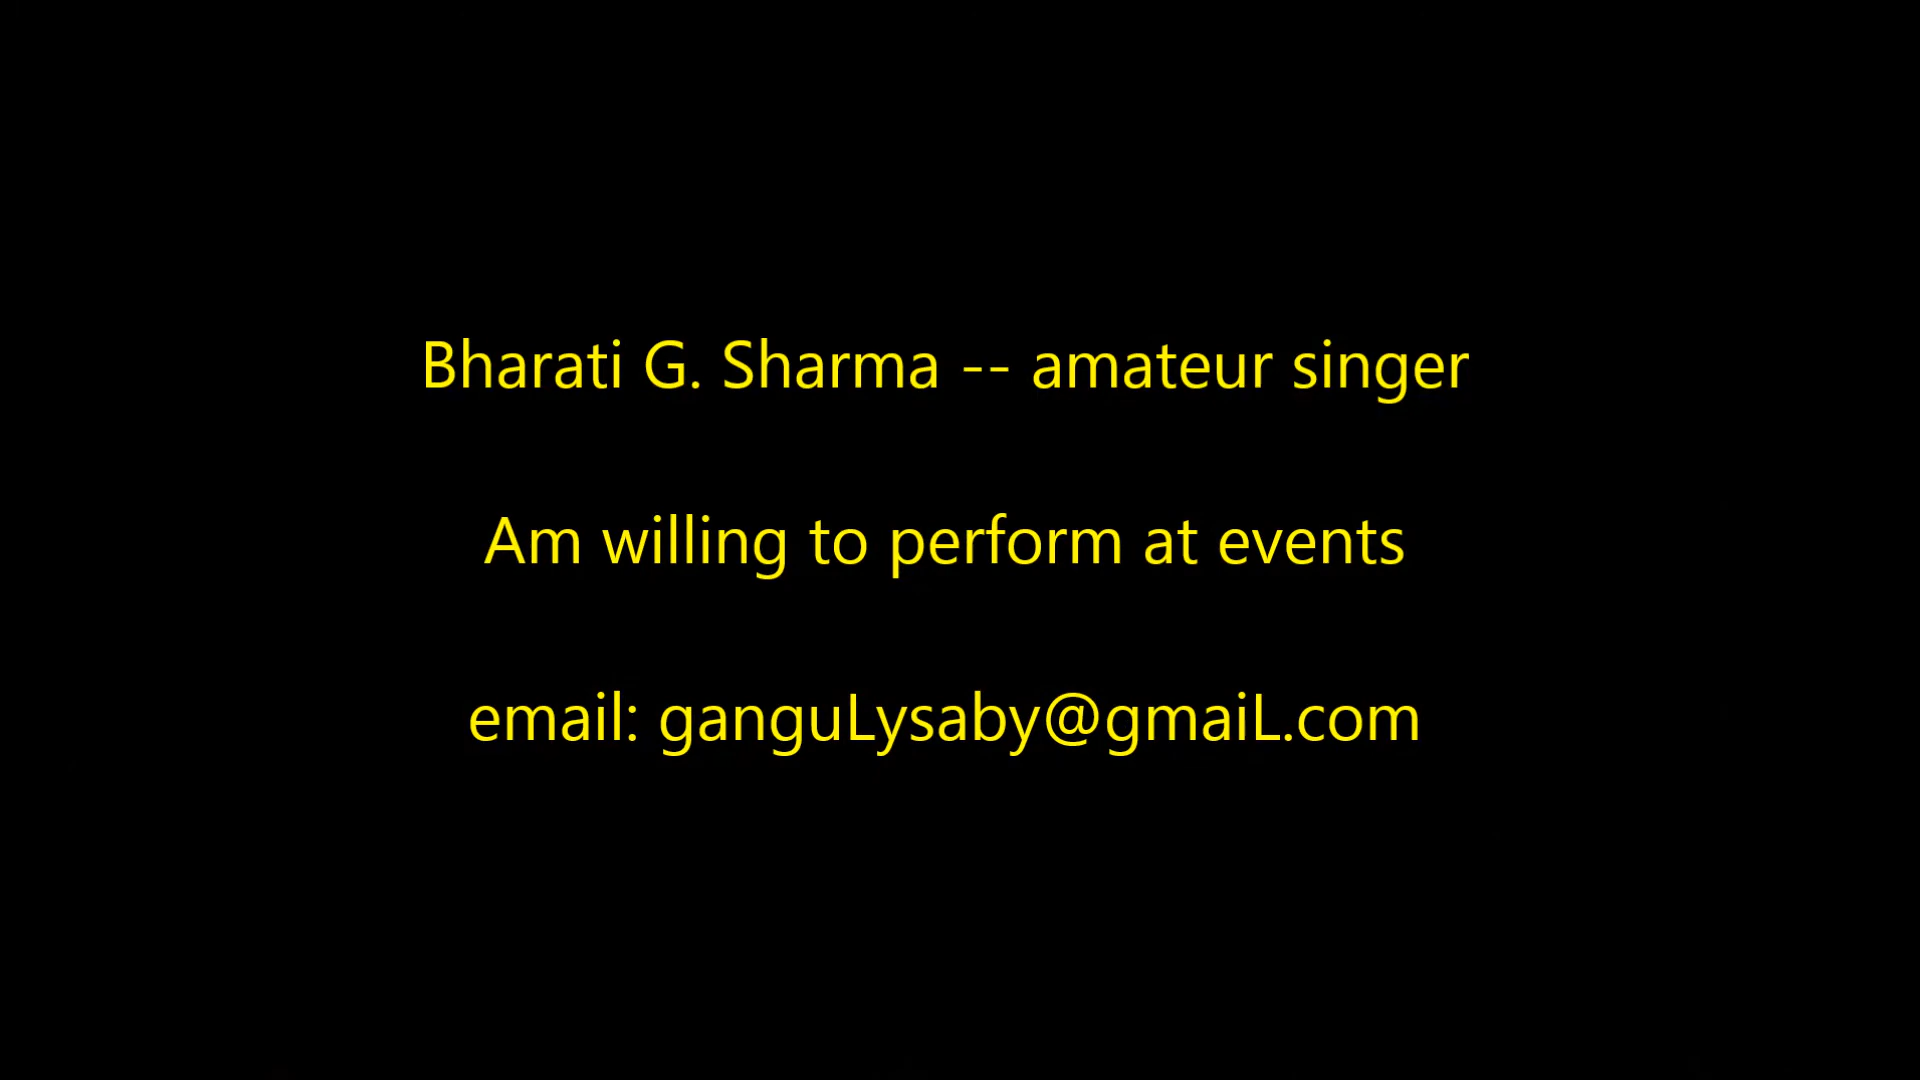 Bharati G. Sharma -- amateur singer
Am willing to perform at events
email: ganguLysaby@gmaiL.com